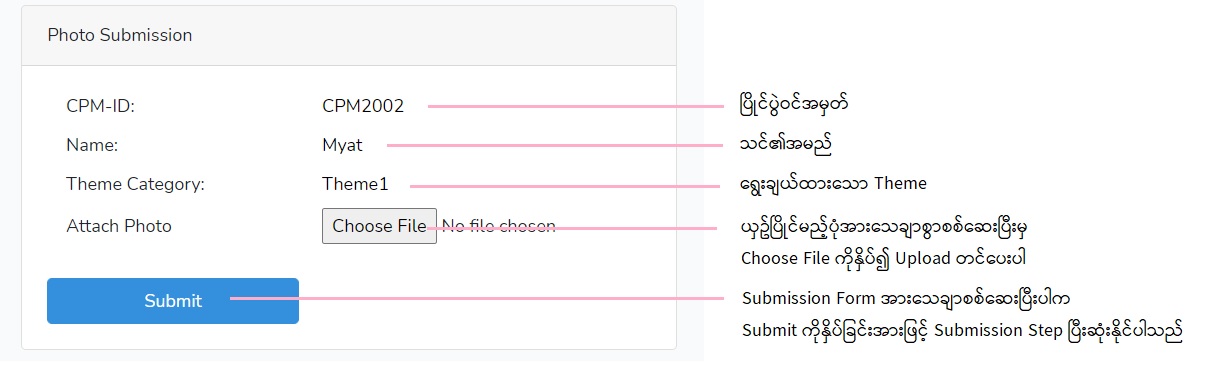 Photo Submission
CPM-ID: CPM2002 ပြိုင်ပွဲဝင်အမှတ်
Name: Myat သင်၏အမည်
Theme Category: Theme1 ရွေးချယ်ထားသော Theme
Attach Photo Choose File No file chosen ယှဉ်ပြိုင်မည့်ပုံအားသေချာစွာစစ်ဆေးပြီးမှ
Choose File ကိုနှိပ်၍ Upload တင်ပေးပါ
Submit Submission Form အားသေချာစစ်ဆေးပြီးပါက
Submit ကိုနှိပ်ခြင်းအားဖြင့် Submission Step ပြီးဆုံးနိုင်ပါသည်